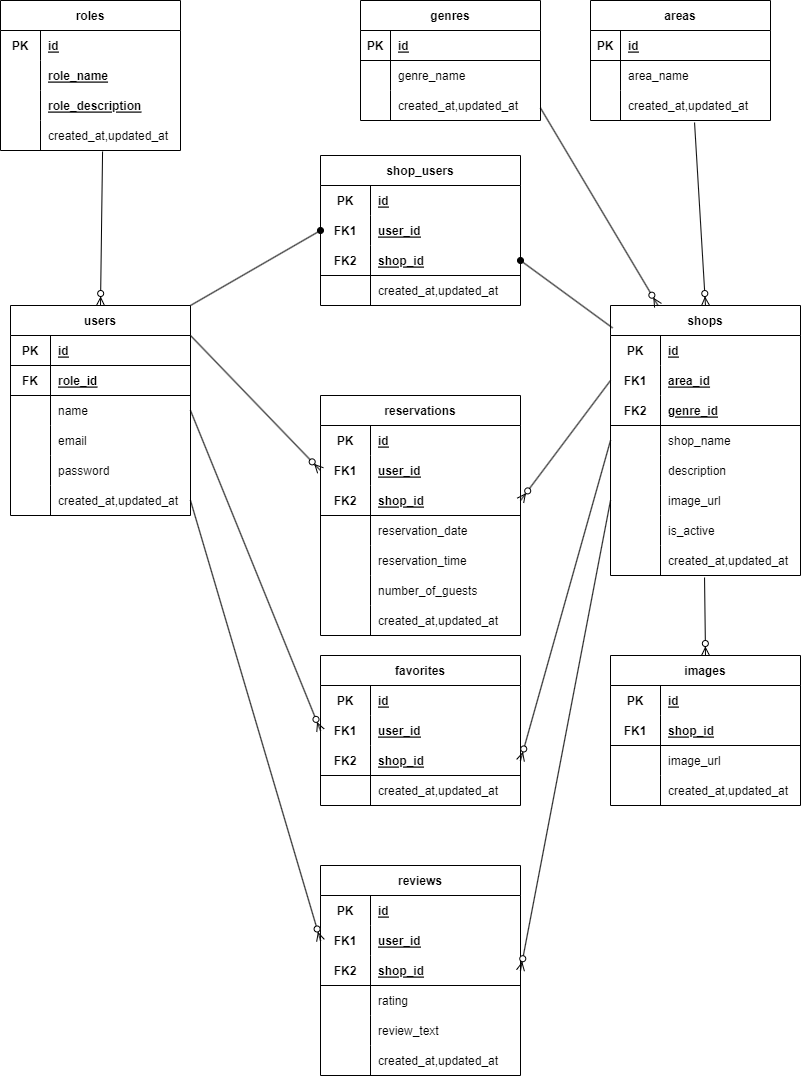 roles
PK id
role_name
role_description
created_at,updated_at
genres
PK id
genre_name
created_at,updated_at
areas
PK id
area_name
created_at,updated_at
shop_users
PK id
FK1 user_id
FK2 shop_id
created_at,updated_at
users
PK id
FK role_id
name
email
password
created_at,updated_at
shops
PK id
FK1 area_id
FK2 genre_id
shop_name
description
image_url
is_active
created_at,updated_at
reservations
PK id
FK1 user_id
FK2 shop_id
reservation_date
reservation_time
number_of_guests
created_at,updated_at
favorites
PK id
FK1 user_id
FK2 shop_id
created_at,updated_at
images
PK id
FK1 shop_id
image_url
created_at,updated_at
reviews
PK id
FK1 user_id
FK2 shop_id
rating
review_text
created_at,updated_at